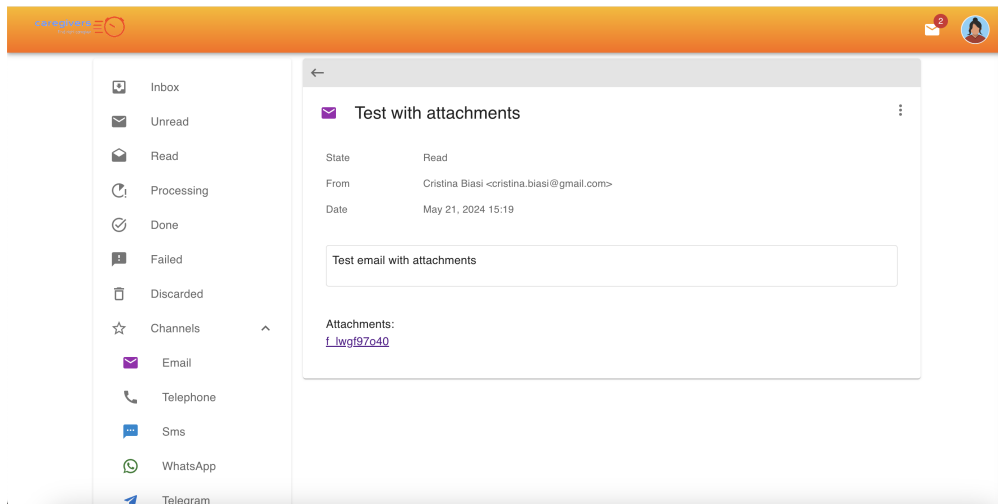 caregivers
2
Inbox
Unread
Read
Processing
Done
Failed
Discarded
Channels
Email
Telephone
Sms
WhatsApp
Telegram
Test with attachments
State Read
From Cristina Biasi <cristina.biasi@gmail.com>
Date May 21, 2024 15:19
Test email with attachments
Attachments:
f_lwgf97o40